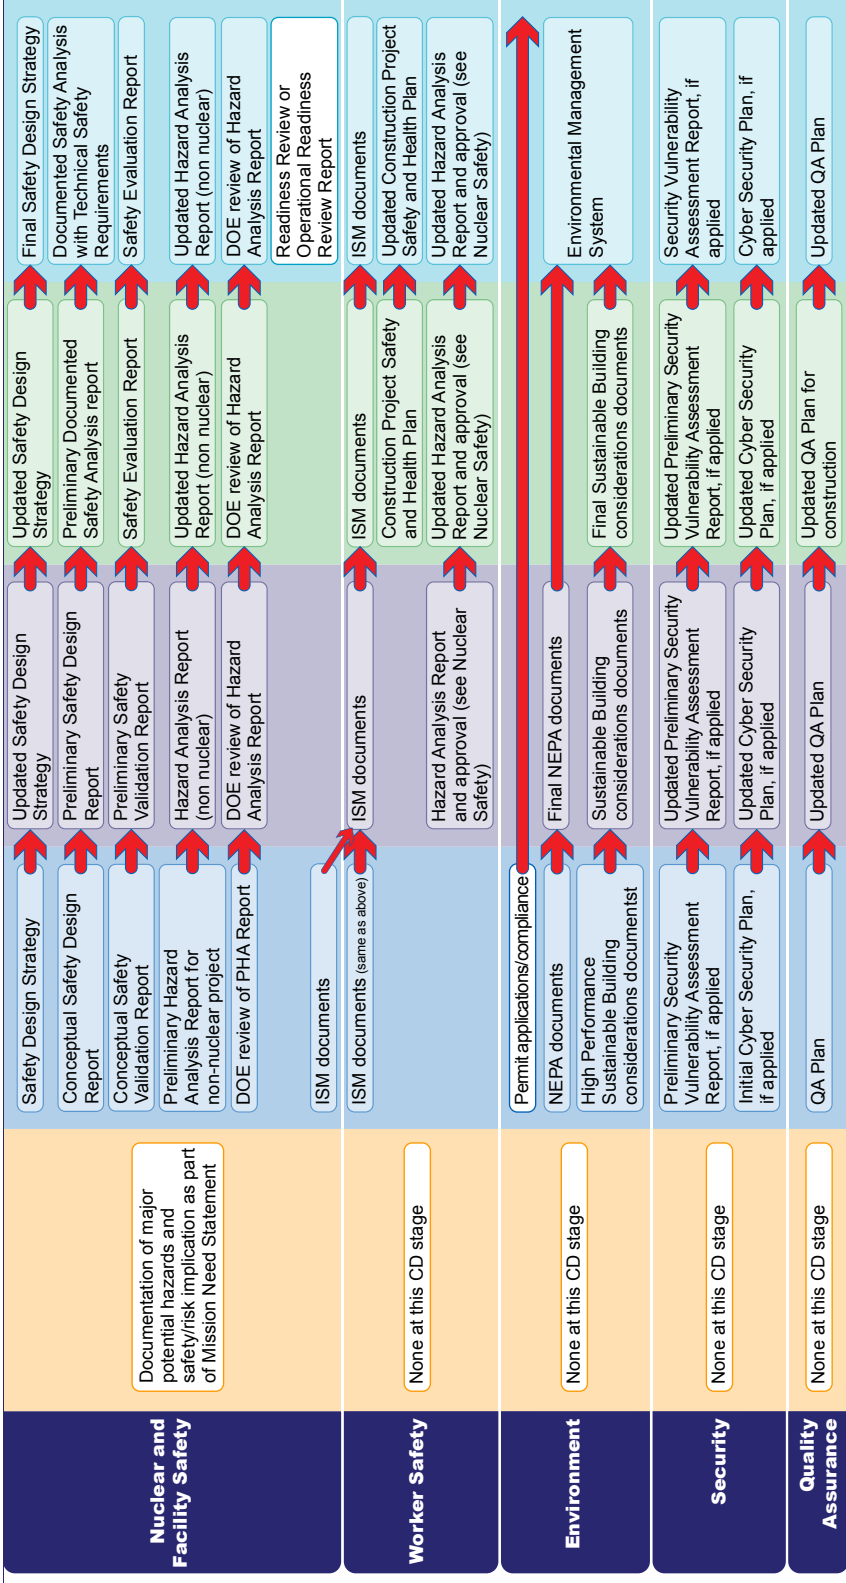 Nuclear and
Facility Safety
Documentation of major
potential hazards and
safety/risk implication as part
of Mission Need Statement
Safety Design Strategy
Updated Safety Design
Strategy
Updated Safety Design
Strategy
Final Safety Design Strategy
Conceptual Safety Design
Report
Preliminary Safety Design
Report
Preliminary Documented
Safety Analysis report
Documented Safety Analysis
with Technical Safety
Requirements
Conceptual Safety
Validation Report
Preliminary Safety
Validation Report
Safety Evaluation Report
Safety Evaluation Report
Preliminary Hazard
Analysis Report for
non-nuclear project
Hazard Analysis Report
(non nuclear)
Updated Hazard Analysis
Report (non nuclear)
Updated Hazard Analysis
Report (non nuclear)
DOE review of PHA Report
DOE review of Hazard
Analysis Report
DOE review of Hazard
Analysis Report
DOE review of Hazard
Analysis Report
Readiness Review or
Operational Readiness
Review Report
ISM documents
Worker Safety
None at this CD stage
ISM documents (same as above)
ISM documents
ISM documents
ISM documents
Construction Project Safety
and Health Plan
Updated Construction Project
Safety and Health Plan
Hazard Analysis Report
and approval (see Nuclear
Safety)
Updated Hazard Analysis
Report and approval (see
Nuclear Safety)
Updated Hazard Analysis
Report and approval (see
Nuclear Safety)
Environment
None at this CD stage
Permit applications/compliance
NEPA documents
Final NEPA documents
Environmental Management
System
High Performance
Sustainable Building
considerations documentst
Sustainable Building
considerations documents
Final Sustainable Building
considerations documents
Security
None at this CD stage
Preliminary Security
Vulnerability Assessment
Report, if applied
Updated Preliminary Security
Vulnerability Assessment
Report, if applied
Updated Preliminary Security
Vulnerability Assessment
Report, if applied
Security Vulnerability
Assessment Report, if
applied
Initial Cyber Security Plan,
if applied
Updated Cyber Security
Plan, if applied
Updated Cyber Security
Plan, if applied
Cyber Security Plan, if
applied
Quality
Assurance
None at this CD stage
QA Plan
Updated QA Plan
Updated QA Plan for
construction
Updated QA Plan